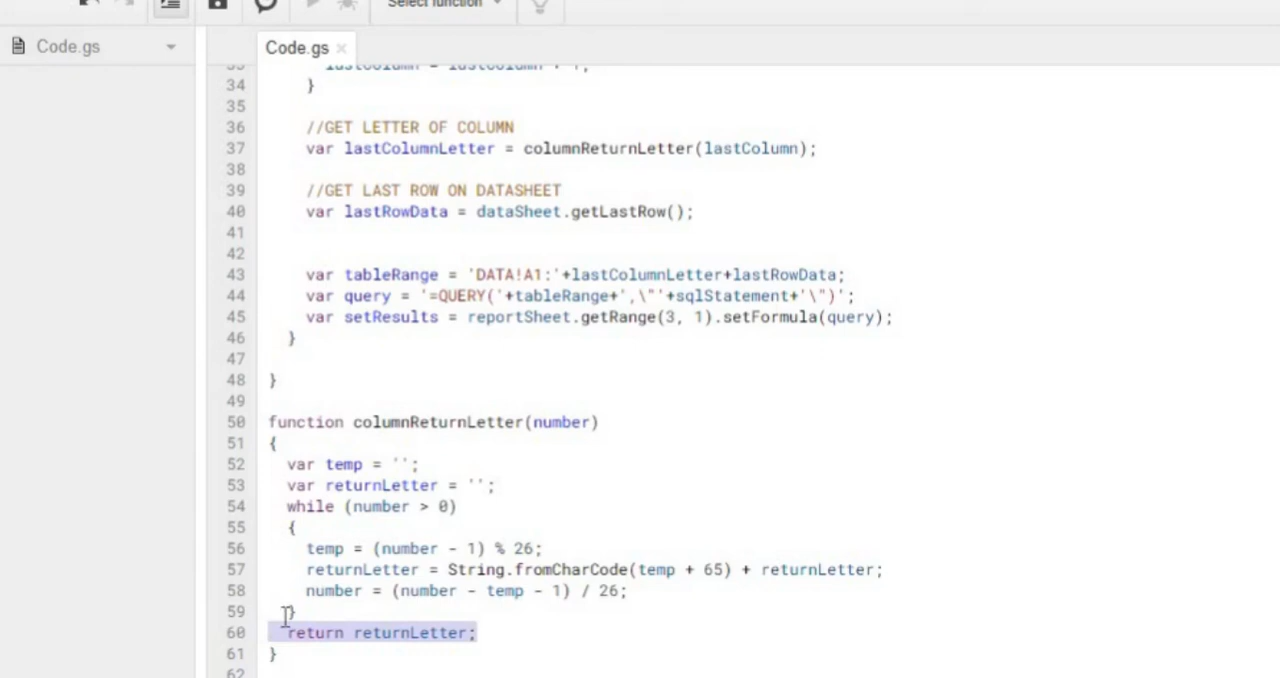 Select function
Code.gs
Code.gs ×
lastColumn = lastColumn + 1;
34 }
35
36 //GET LETTER OF COLUMN
37 var lastColumnLetter = columnReturnLetter(lastColumn);
38
39 //GET LAST ROW ON DATASHEET
40 var lastRowData = dataSheet.getLastRow();
41
42
43 var tableRange = 'DATA!A1:'+lastColumnLetter+lastRowData;
44 var query = '=QUERY('+tableRange+',\"'+sqlStatement+'\")';
45 var setResults = reportSheet.getRange(3, 1).setFormula(query);
46 }
47
48 }
49
50 function columnReturnLetter(number)
51 {
52 var temp = '';
53 var returnLetter = '';
54 while (number > 0)
55 {
56 temp = (number - 1) % 26;
57 returnLetter = String.fromCharCode(temp + 65) + returnLetter;
58 number = (number - temp - 1) / 26;
59 }
60 return returnLetter;
61 }
62